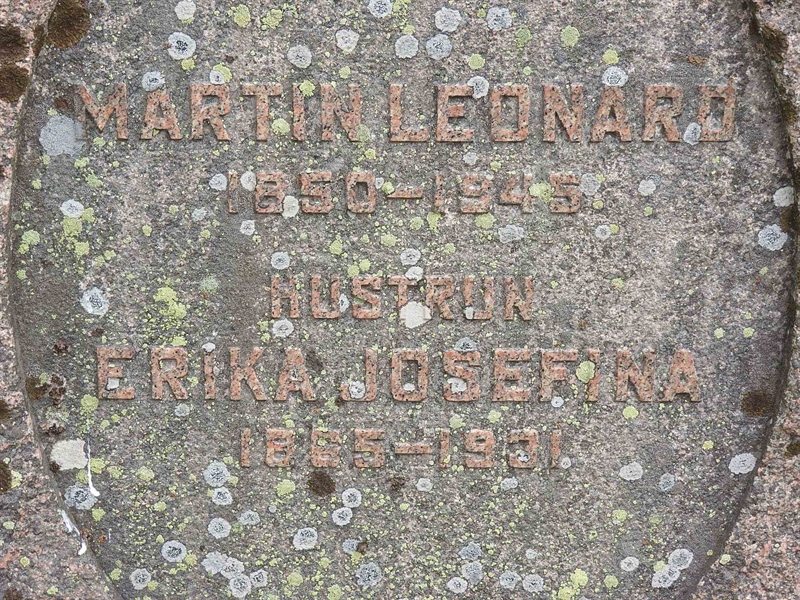 MARTIN LEONARD
1850-1945
HUSTRUN
ERIKA JOSEFINA
1865-1931